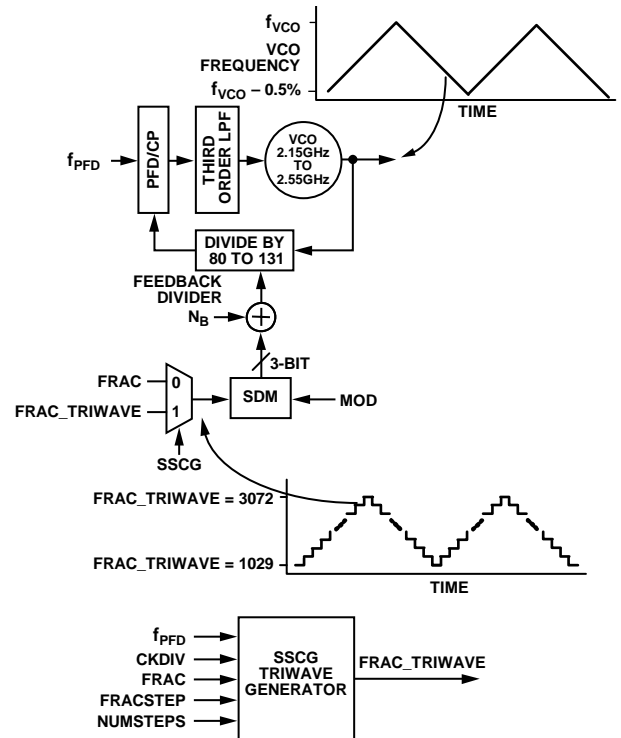 fVCO
VCO
FREQUENCY
fVCO – 0.5%
TIME
fPFD
PFD/CP
THIRD
ORDER LPF
VCO
2.15GHz
TO
2.55GHz
DIVIDE BY
80 TO 131
FEEDBACK
DIVIDER
NB
+
3-BIT
FRAC
0
FRAC_TRIWAVE
1
SDM
MOD
SSCG
FRAC_TRIWAVE = 3072
FRAC_TRIWAVE = 1029
TIME
fPFD
CKDIV
FRAC
FRACSTEP
NUMSTEPS
SSCG
TRIWAVE
GENERATOR
FRAC_TRIWAVE